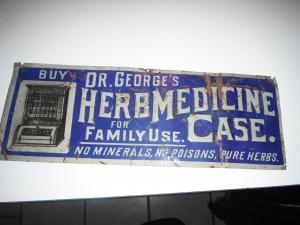 BUY DR. GEORGE'S
HERB MEDICINE
FOR
FAMILY USE. CASE.
NO MINERALS, NO POISONS, PURE HERBS.